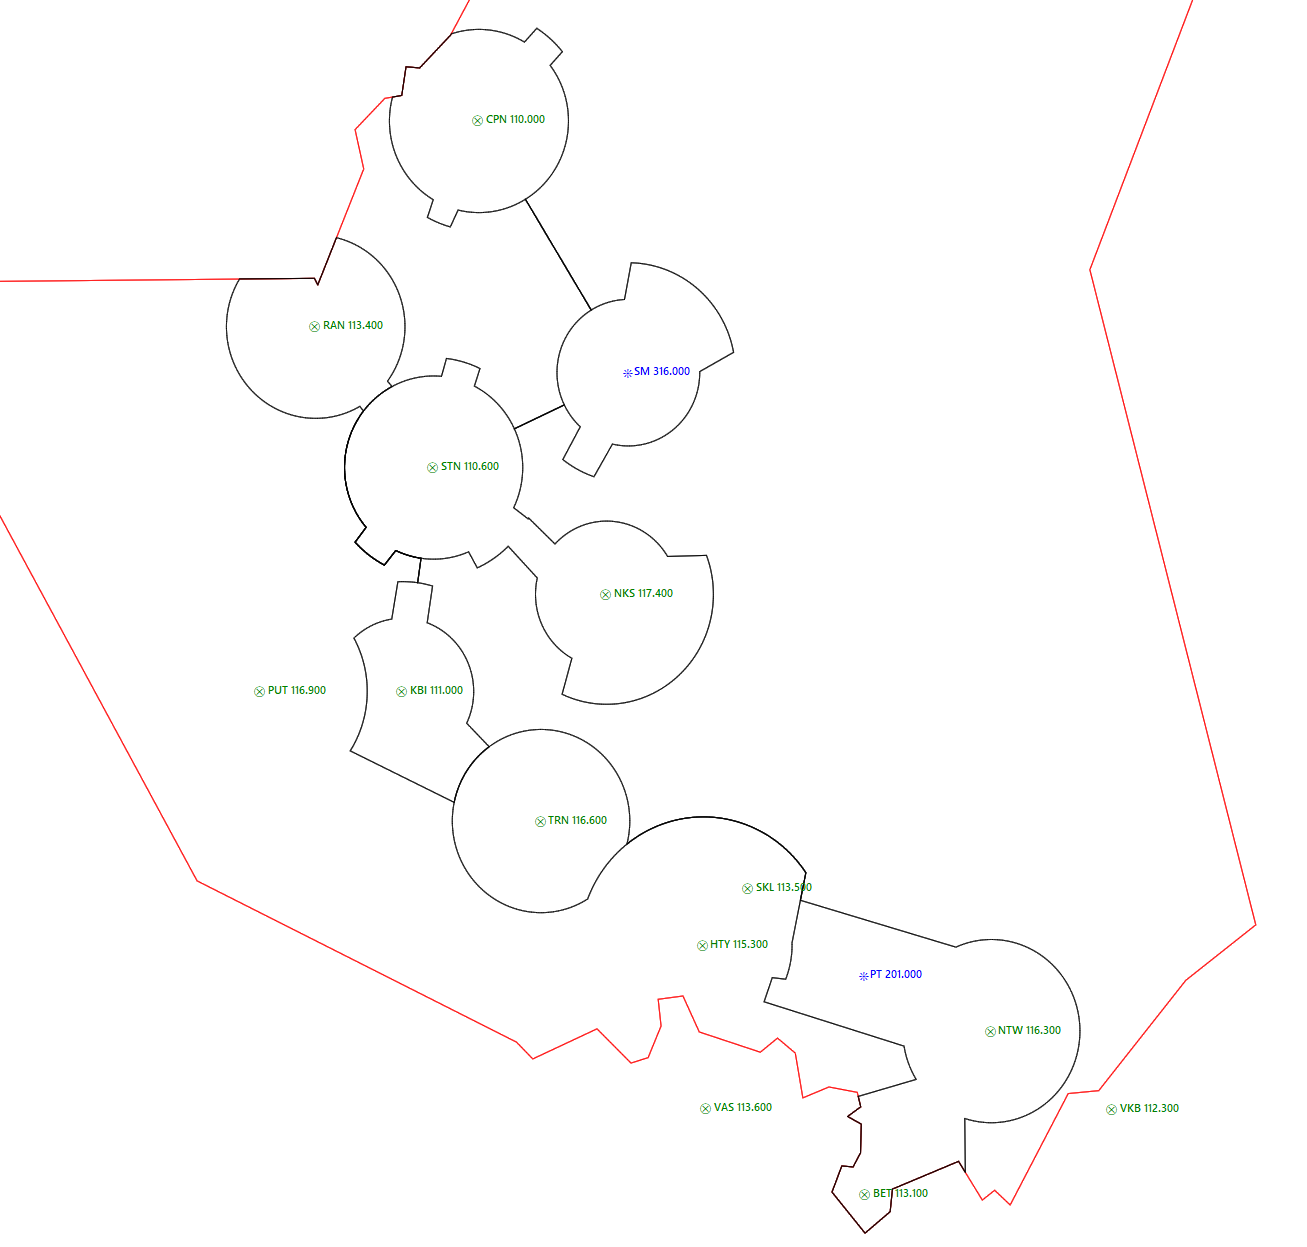 CPN 110.000
RAN 113.400
SM 316.000
STN 110.600
NKS 117.400
PUT 116.900
KBI 111.000
TRN 116.600
SKL 113.500
HTY 115.300
PT 201.000
NTW 116.300
VAS 113.600
VKB 112.300
BET 113.100